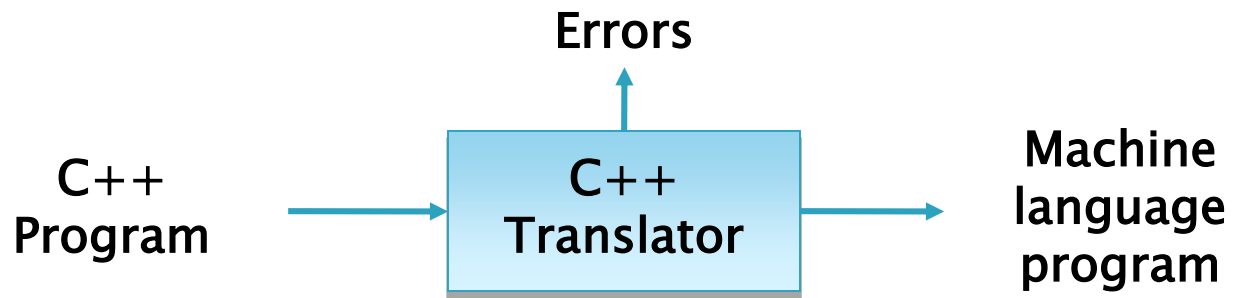 Errors
C++
Program
C++
Translator
Machine
language
program